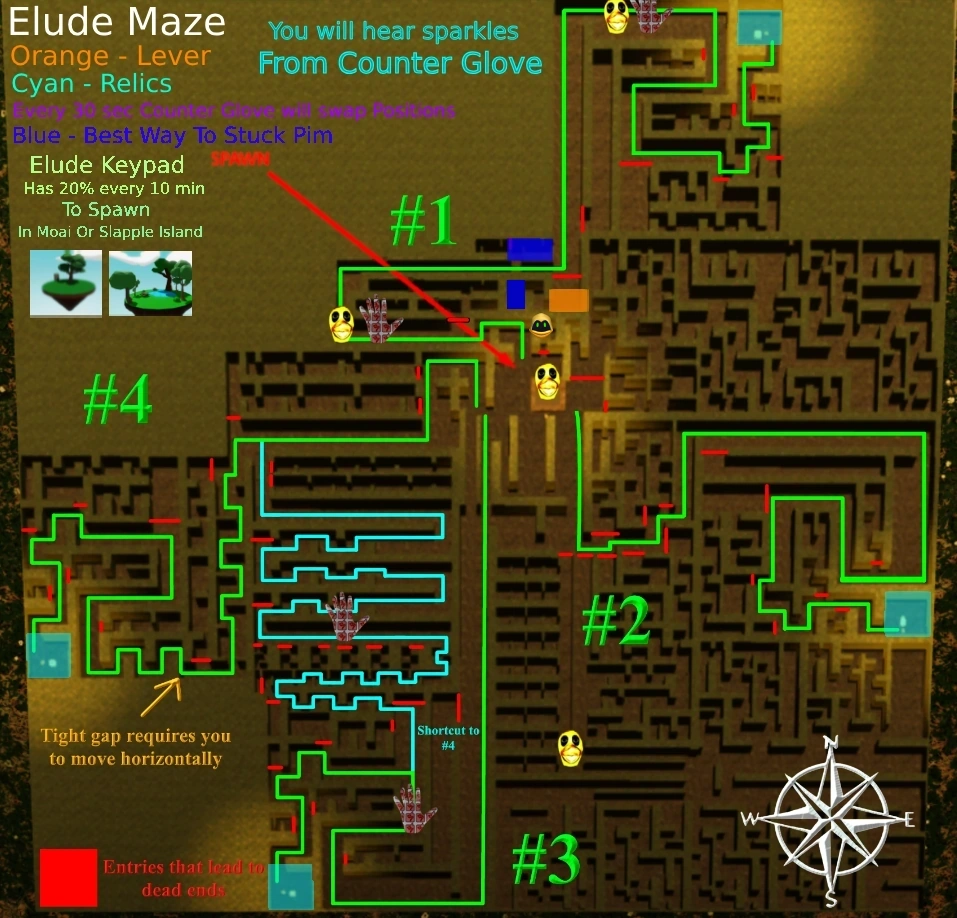 Elude Maze
Orange - Lever
Cyan - Relics
Every 30 sec Counter Glove will swap Positions
Blue - Best Way To Stuck Pim
You will hear sparkles
From Counter Glove
Elude Keypad
Has 20% every 10 min
To Spawn
In Moai Or Slapple Island
SPAWN
#1
#4
#2
Tight gap requires you
to move horizontally
Shortcut to
#4
#3
Entries that lead to
dead ends
N
W
E
S